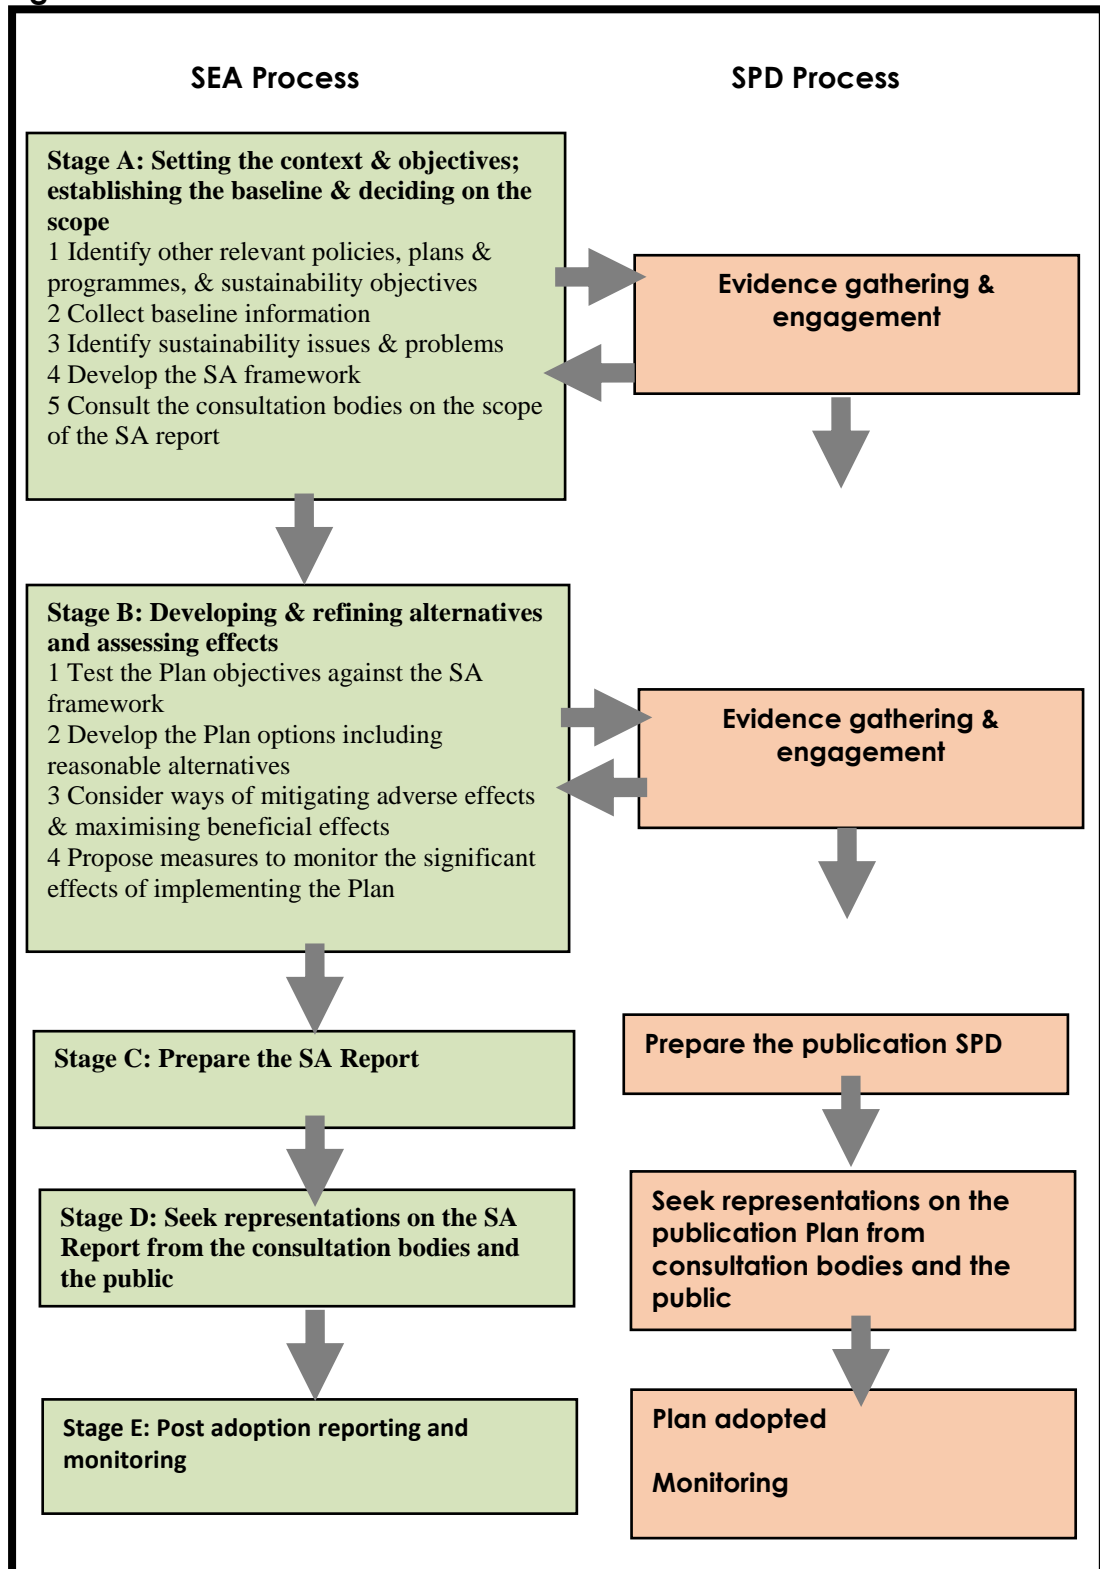 SEA Process
SPD Process
Stage A: Setting the context & objectives;
establishing the baseline & deciding on the
scope
1 Identify other relevant policies, plans &
programmes, & sustainability objectives
2 Collect baseline information
3 Identify sustainability issues & problems
4 Develop the SA framework
5 Consult the consultation bodies on the scope
of the SA report
Evidence gathering &
engagement
Stage B: Developing & refining alternatives
and assessing effects
1 Test the Plan objectives against the SA
framework
2 Develop the Plan options including
reasonable alternatives
3 Consider ways of mitigating adverse effects
& maximising beneficial effects
4 Propose measures to monitor the significant
effects of implementing the Plan
Evidence gathering &
engagement
Stage C: Prepare the SA Report
Prepare the publication SPD
Stage D: Seek representations on the SA
Report from the consultation bodies and
the public
Seek representations on the
publication Plan from
consultation bodies and the
public
Stage E: Post adoption reporting and
monitoring
Plan adopted
Monitoring